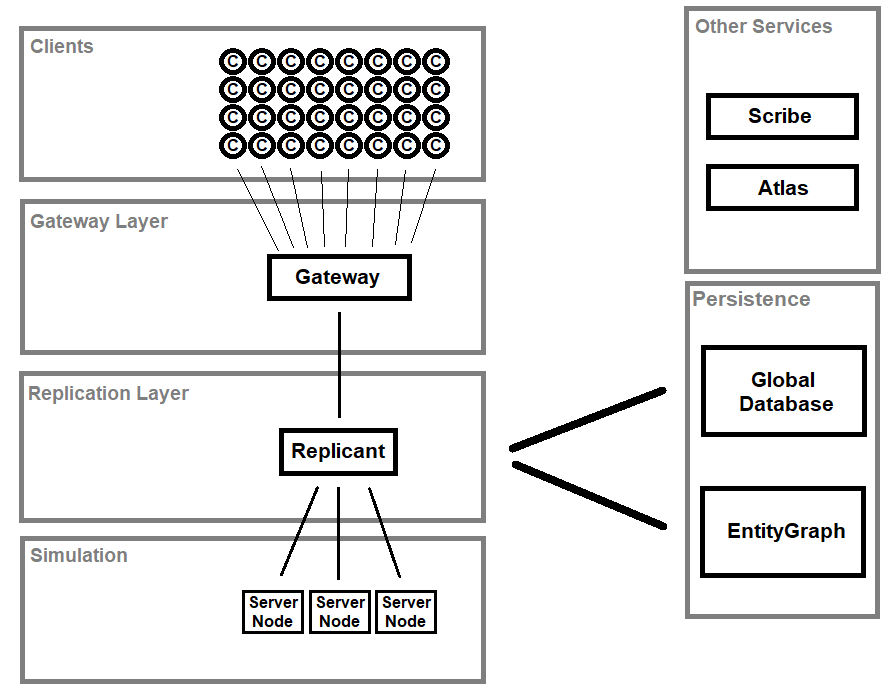 Clients
C C C C C C C C
C C C C C C C C
C C C C C C C C
C C C C C C C C
Gateway Layer
Gateway
Replication Layer
Replicant
Simulation
Server Server Server
Node Node Node
Other Services
Scribe
Atlas
Persistence
Global
Database
EntityGraph